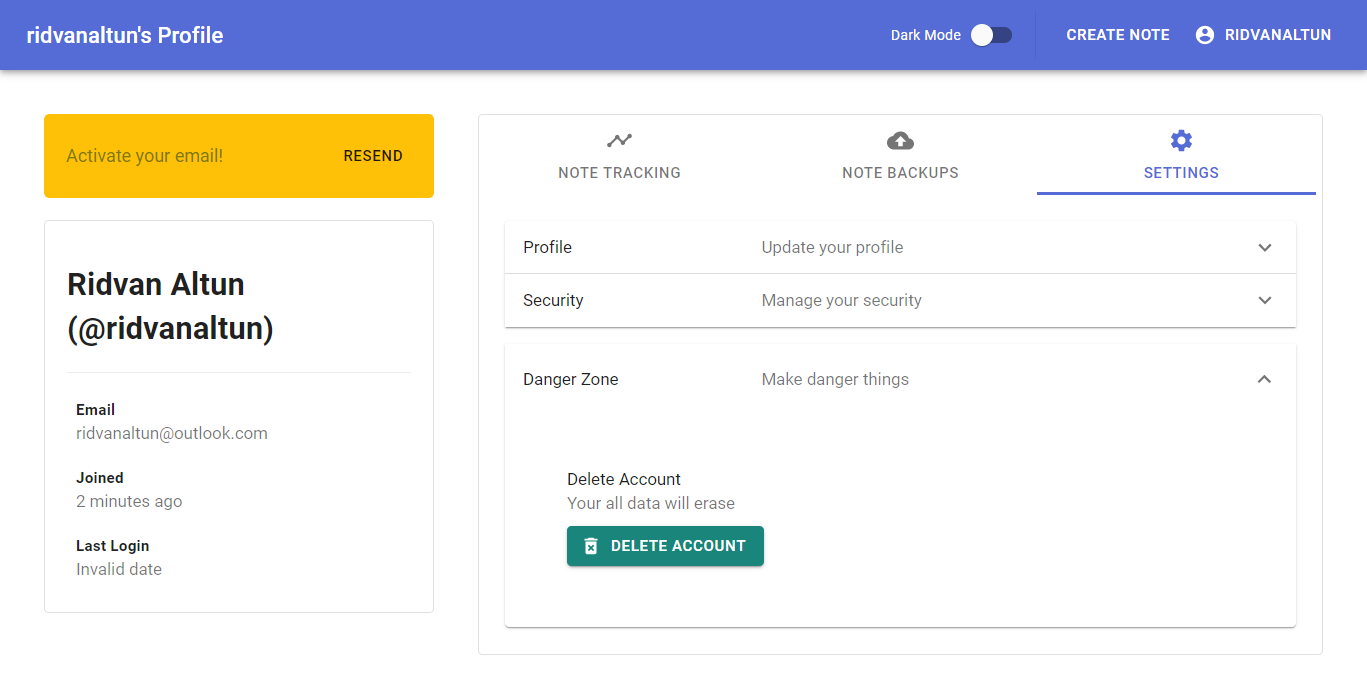 ridvanaltun's Profile
Dark Mode
CREATE NOTE
RIDVANALTUN
Activate your email!
RESEND
Ridvan Altun
(@ridvanaltun)
Email
ridvanaltun@outlook.com
Joined
2 minutes ago
Last Login
Invalid date
NOTE TRACKING
NOTE BACKUPS
SETTINGS
Profile
Update your profile
Security
Manage your security
Danger Zone
Make danger things
Delete Account
Your all data will erase
DELETE ACCOUNT